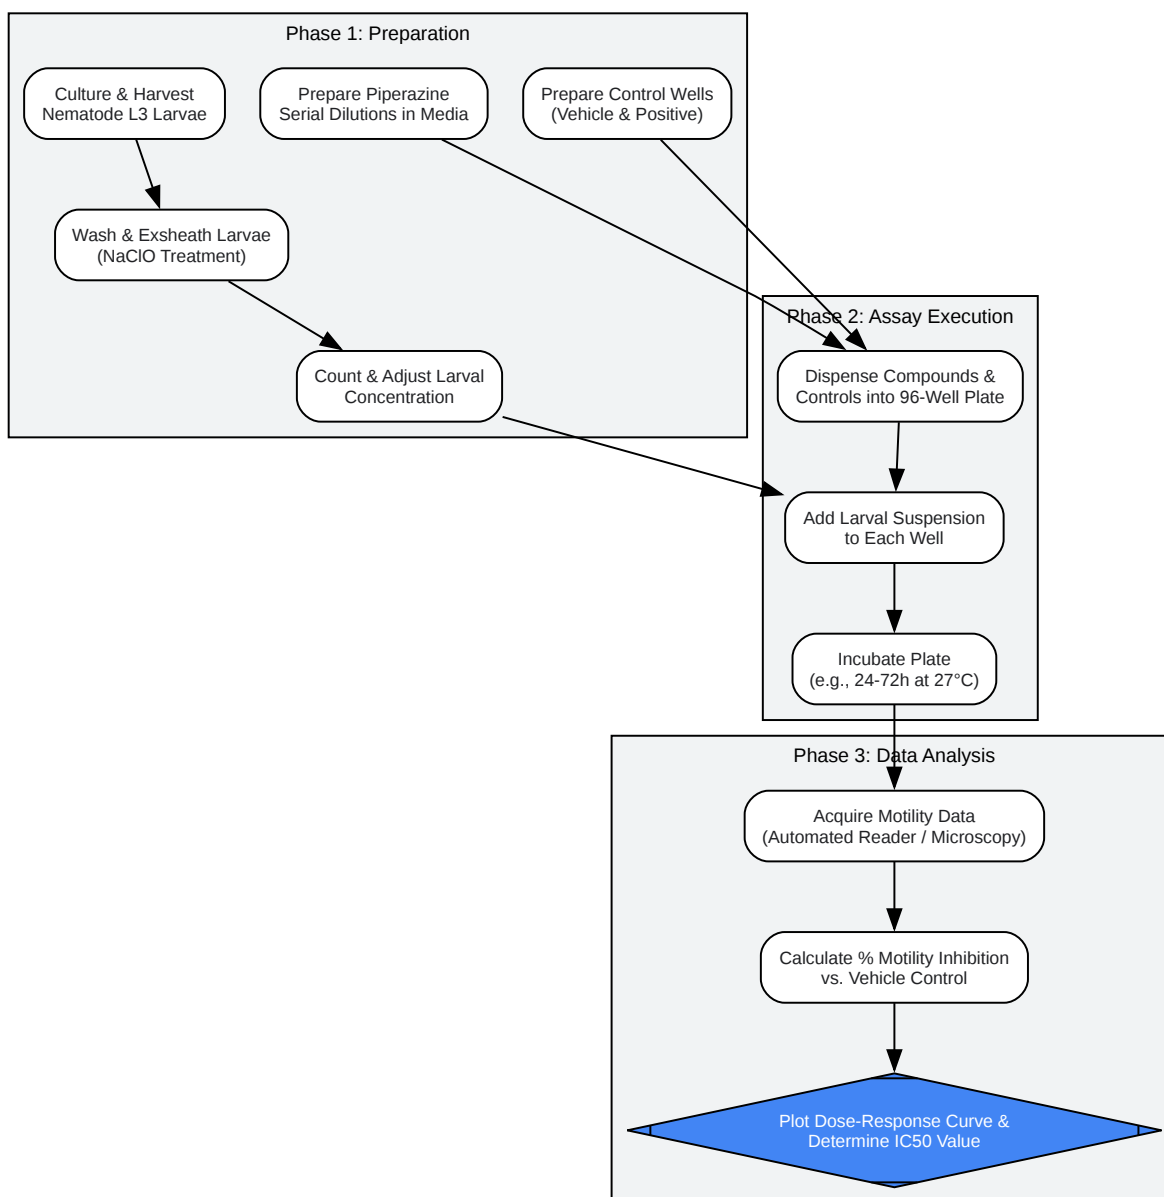 Phase 1: Preparation
Culture & Harvest
Nematode L3 Larvae
Prepare Piperazine
Serial Dilutions in Media
Prepare Control Wells
(Vehicle & Positive)
Wash & Exsheath Larvae
(NaClO Treatment)
Count & Adjust Larval
Concentration
Phase 2: Assay Execution
Dispense Compounds &
Controls into 96-Well Plate
Add Larval Suspension
to Each Well
Incubate Plate
(e.g., 24-72h at 27°C)
Phase 3: Data Analysis
Acquire Motility Data
(Automated Reader / Microscopy)
Calculate % Motility Inhibition
vs. Vehicle Control
Plot Dose-Response Curve &
Determine IC50 Value